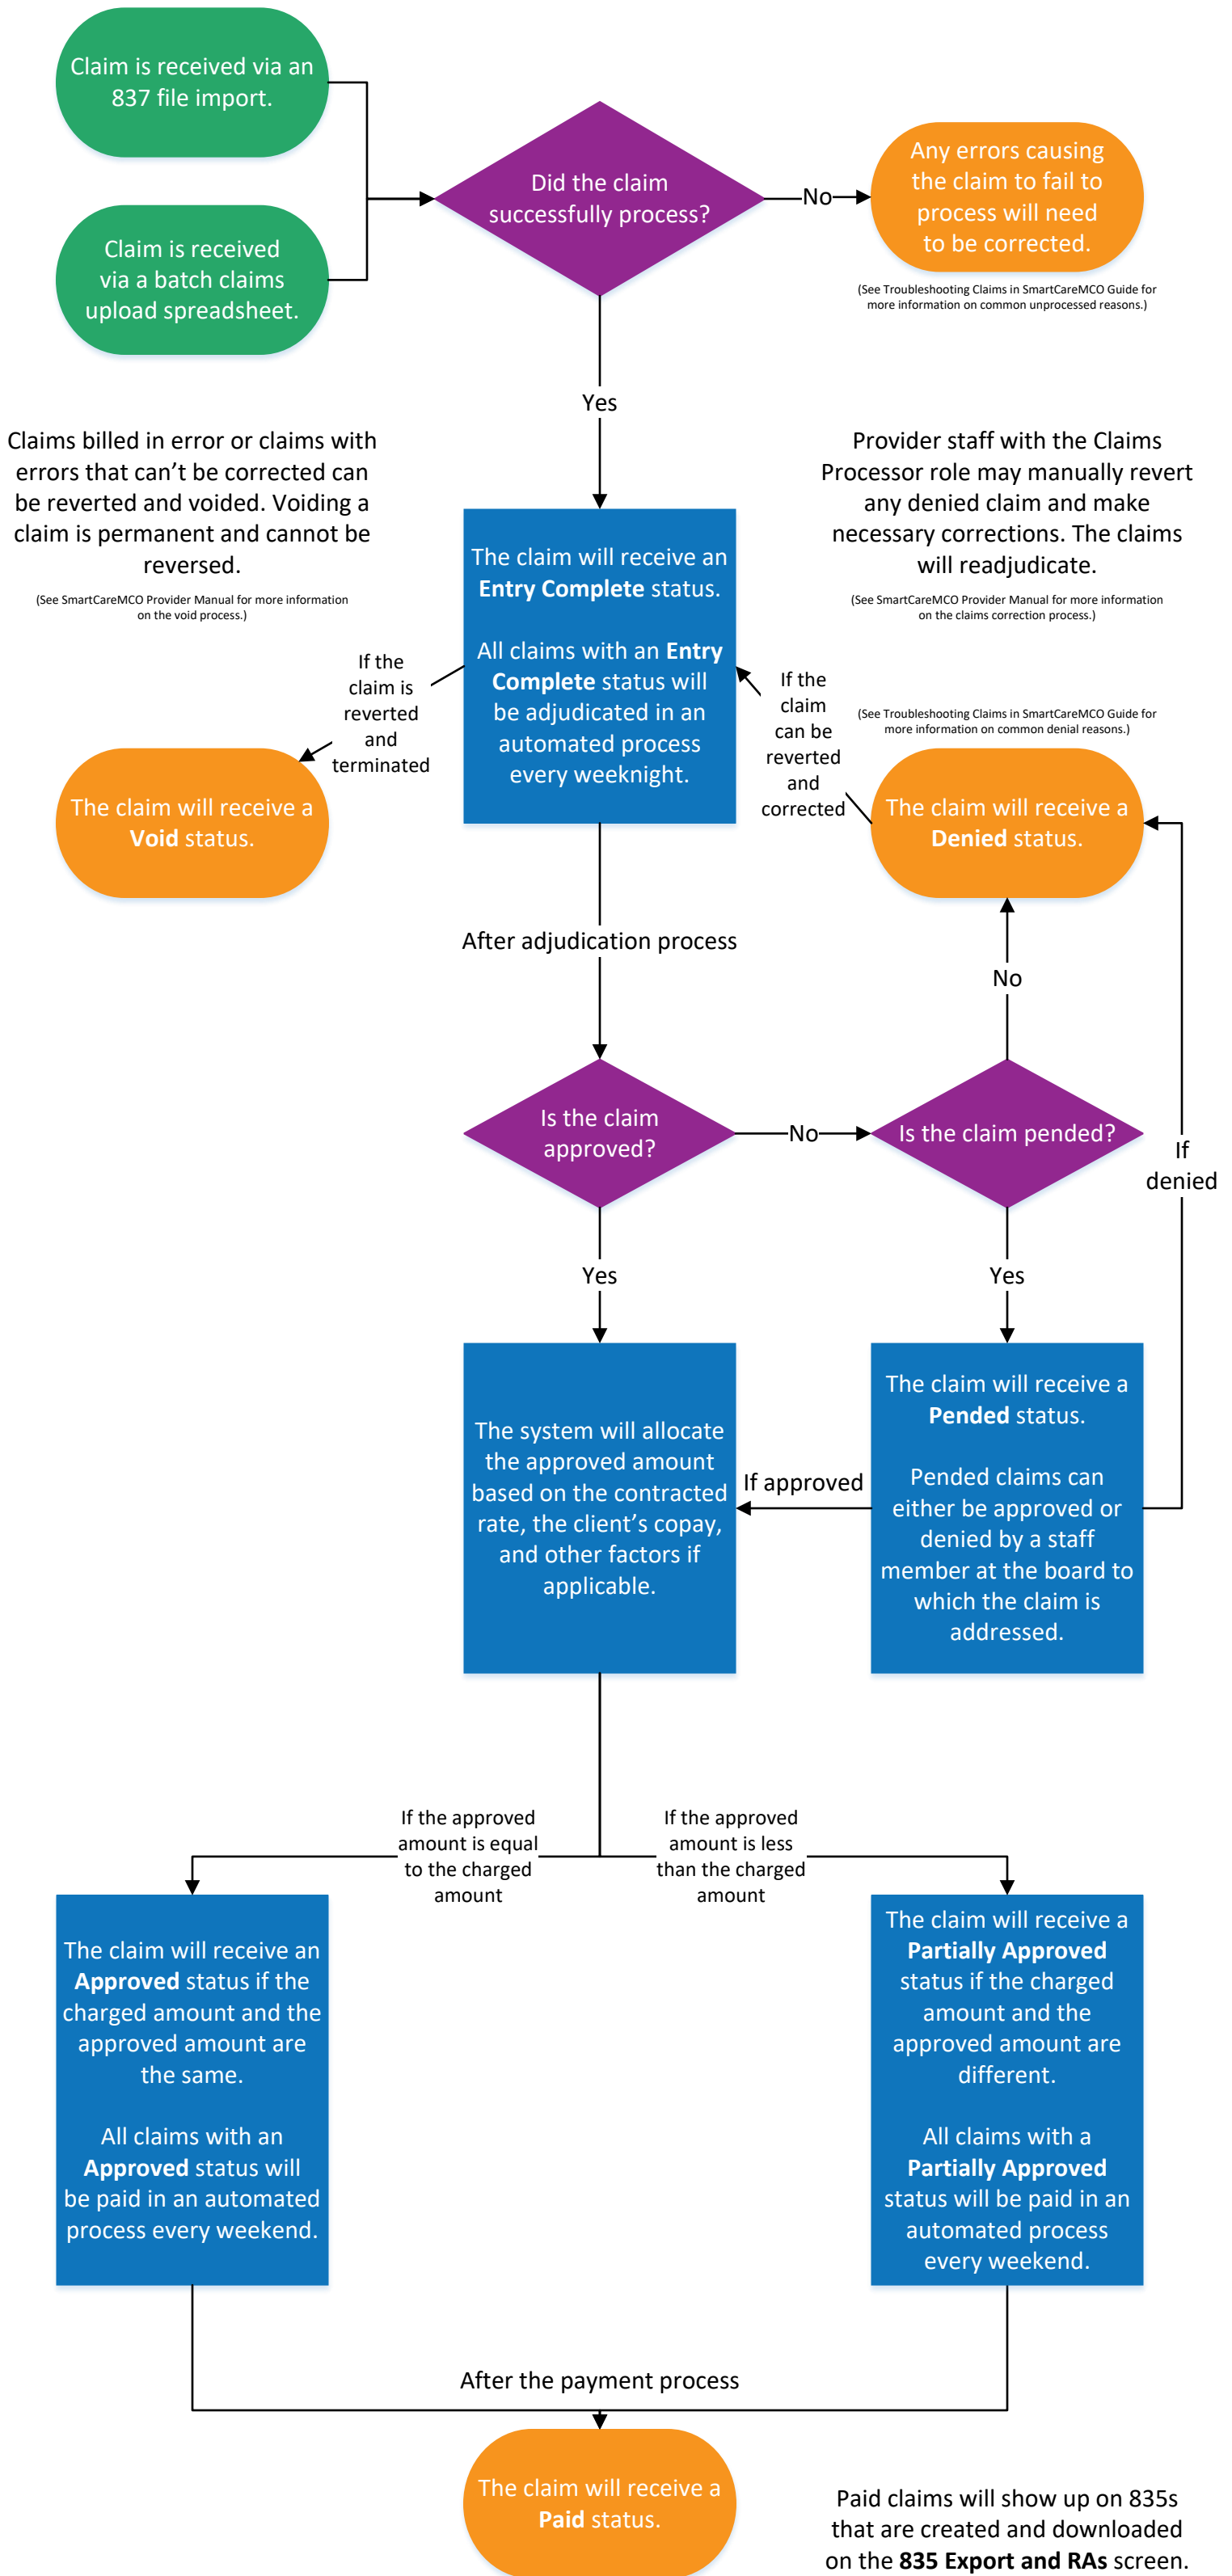 Claim is received via an
837 file import.
Claim is received
via a batch claims
upload spreadsheet.
Did the claim
successfully process?
No
Any errors causing
the claim to fail to
process will need
to be corrected.
(See Troubleshooting Claims in SmartCareMCO Guide for
more information on common unprocessed reasons.)
Yes
Claims billed in error or claims with
errors that can’t be corrected can
be reverted and voided. Voiding a
claim is permanent and cannot be
reversed.
(See SmartCareMCO Provider Manual for more information
on the void process.)
Provider staff with the Claims
Processor role may manually revert
any denied claim and make
necessary corrections. The claims
will readjudicate.
(See SmartCareMCO Provider Manual for more information
on the claims correction process.)
The claim will receive an
Entry Complete status.
All claims with an Entry
Complete status will
be adjudicated in an
automated process
every weeknight.
If the
claim is
reverted
and
terminated
The claim will receive a
Void status.
If the
claim
can be
reverted
and
corrected
(See Troubleshooting Claims in SmartCareMCO Guide for
more information on common denial reasons.)
The claim will receive a
Denied status.
After adjudication process
No
Is the claim
approved?
No
Is the claim pended?
If
denied
Yes
Yes
The system will allocate
the approved amount
based on the contracted
rate, the client’s copay,
and other factors if
applicable.
If approved
The claim will receive a
Pended status.
Pended claims can
either be approved or
denied by a staff
member at the board to
which the claim is
addressed.
If the approved
amount is equal
to the charged
amount
If the approved
amount is less
than the charged
amount
The claim will receive an
Approved status if the
charged amount and the
approved amount are
the same.
All claims with an
Approved status will
be paid in an automated
process every weekend.
The claim will receive a
Partially Approved
status if the charged
amount and the
approved amount are
different.
All claims with a
Partially Approved
status will be paid in an
automated process
every weekend.
After the payment process
The claim will receive a
Paid status.
Paid claims will show up on 835s
that are created and downloaded
on the 835 Export and RAs screen.